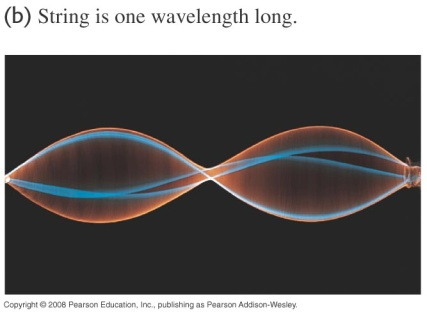 (b) String is one wavelength long.
Copyright © 2008 Pearson Education, Inc., publishing as Pearson Addison-Wesley.